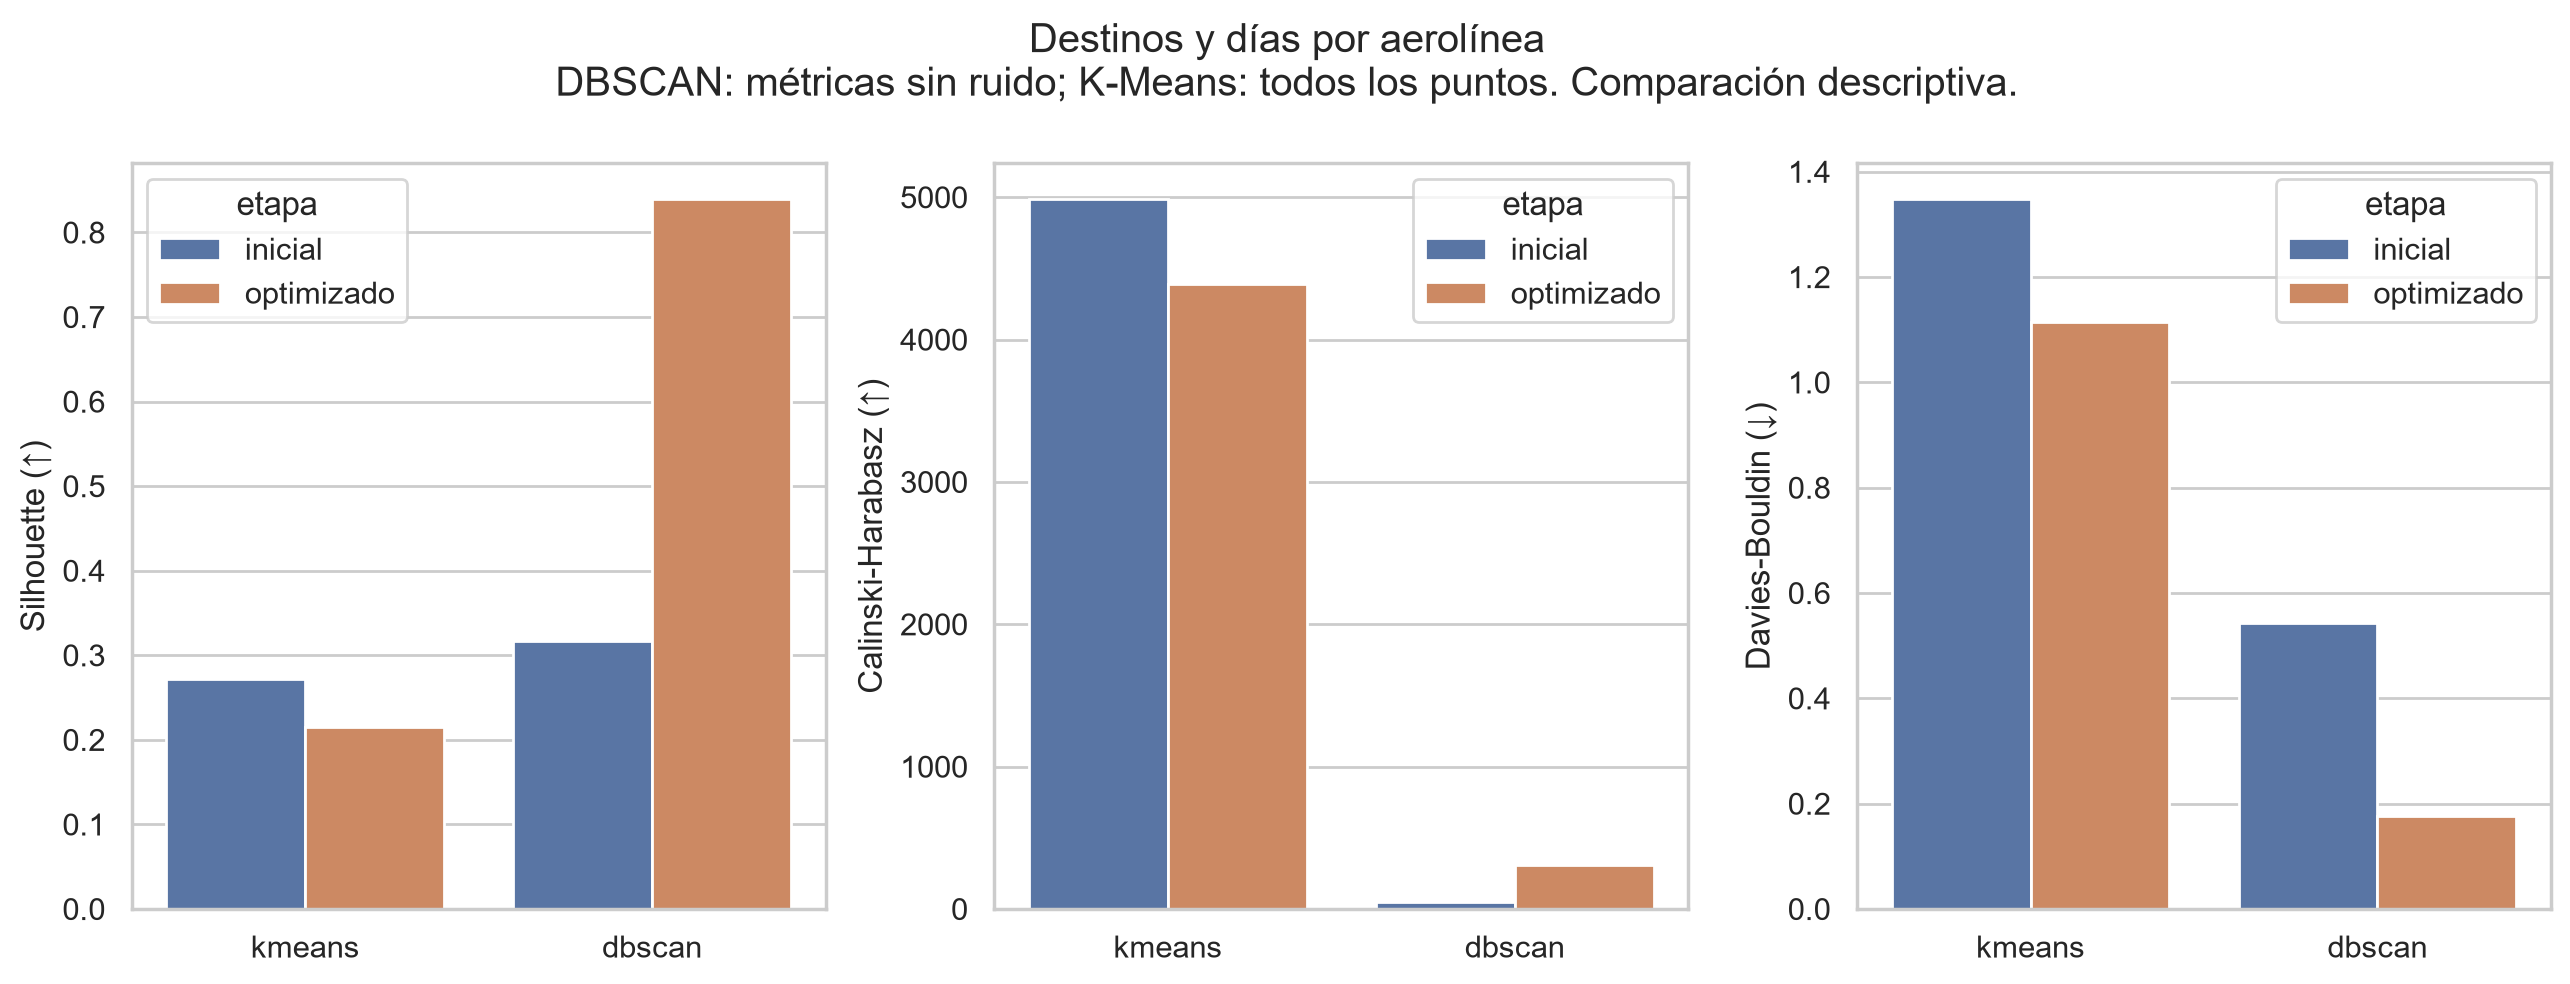 Destinos y días por aerolínea
DBSCAN: métricas sin ruido; K-Means: todos los puntos. Comparación descriptiva.
Silhouette (↑)
0.8
0.7
0.6
0.5
0.4
0.3
0.2
0.1
0.0
etapa
inicial
optimizado
kmeans
dbscan
Calinski-Harabasz (↑)
5000
4000
3000
2000
1000
0
etapa
inicial
optimizado
kmeans
dbscan
Davies-Bouldin (↓)
1.4
1.2
1.0
0.8
0.6
0.4
0.2
0.0
etapa
inicial
optimizado
kmeans
dbscan